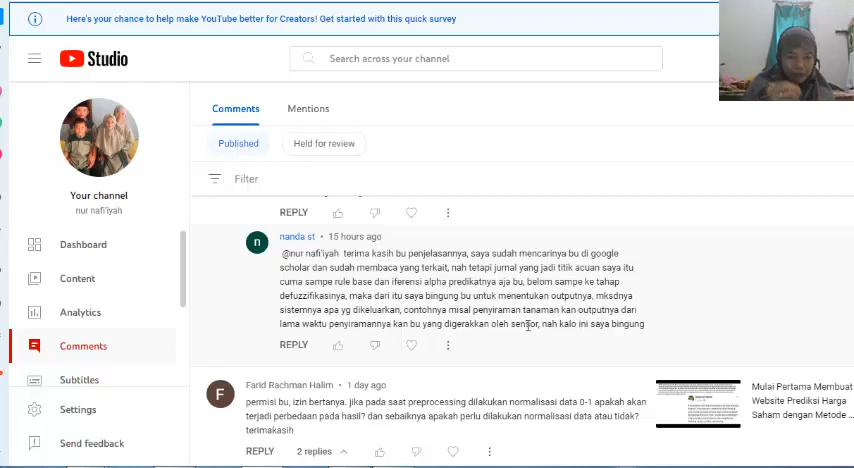 Here's your chance to help make YouTube better for Creators! Get started with this quick survey
Studio
Search across your channel
Your channel
nur nafi'iyah
Dashboard
Content
Analytics
Comments
Subtitles
Settings
Send feedback
Comments
Mentions
Published
Held for review
Filter
REPLY
nanda st • 15 hours ago
@nur nafi'iyah terima kasih bu penjelasannya, saya sudah mencarinya bu di google
scholar dan sudah membaca yang terkait, nah tetapi jurnal yang jadi titik acuan saya itu
cuma sampe rule base dan iferensi alpha predikatnya aja bu, belom sampe ke tahap
defuzzifikasinya, maka dari itu saya bingung bu untuk menentukan outputnya, mksdnya
sistemnya apa yg dikeluarkan, contohnya misal penyiraman tanaman kan outputnya dari
lama waktu penyiramannya kan bu yang digerakkan oleh sensor, nah kalo ini saya bingung
REPLY
Farid Rachman Halim • 1 day ago
permisi bu, izin bertanya. jika pada saat preprocessing dilakukan normalisasi data 0-1 apakah akan
terjadi perbedaan pada hasil? dan sebaiknya apakah perlu dilakukan normalisasi data atau tidak?
terimakasih
REPLY
2 replies
Mulai Pertama Membuat
Website Prediksi Harga
Saham dengan Metode ...